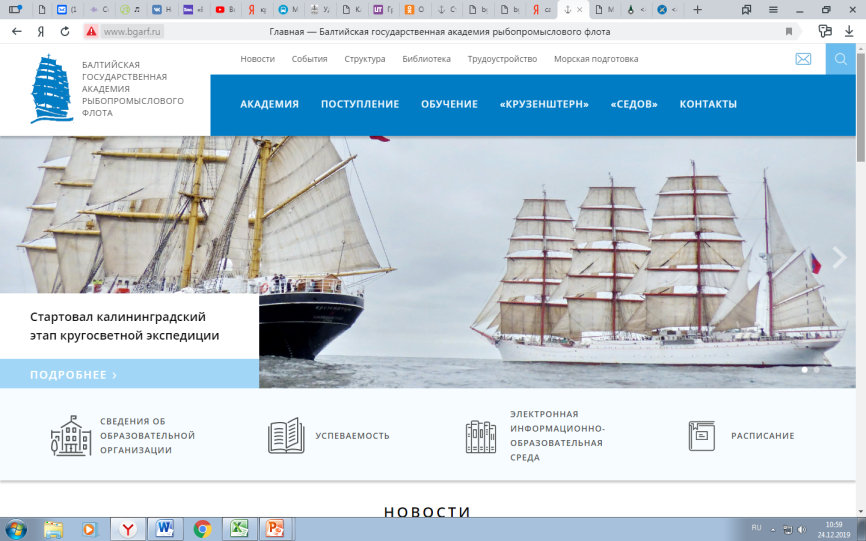 www.bgarf.ru
Главная — Балтийская государственная академия рыбопромыслового флота
БАЛТИЙСКАЯ
ГОСУДАРСТВЕННАЯ
АКАДЕМИЯ
РЫБОПРОМЫСЛОВОГО
ФЛОТА
Новости События Структура Библиотека Трудоустройство Морская подготовка
АКАДЕМИЯ ПОСТУПЛЕНИЕ ОБУЧЕНИЕ «КРУЗЕНШТЕРН» «СЕДОВ» КОНТАКТЫ
Стартовал калининградский
этап кругосветной экспедиции
ПОДРОБНЕЕ ›
СВЕДЕНИЯ ОБ
ОБРАЗОВАТЕЛЬНОЙ
ОРГАНИЗАЦИИ
УСПЕВАЕМОСТЬ
ЭЛЕКТРОННАЯ
ИНФОРМАЦИОННО-
ОБРАЗОВАТЕЛЬНАЯ
СРЕДА
РАСПИСАНИЕ
НОВОСТИ
RU
10:59
24.12.2019